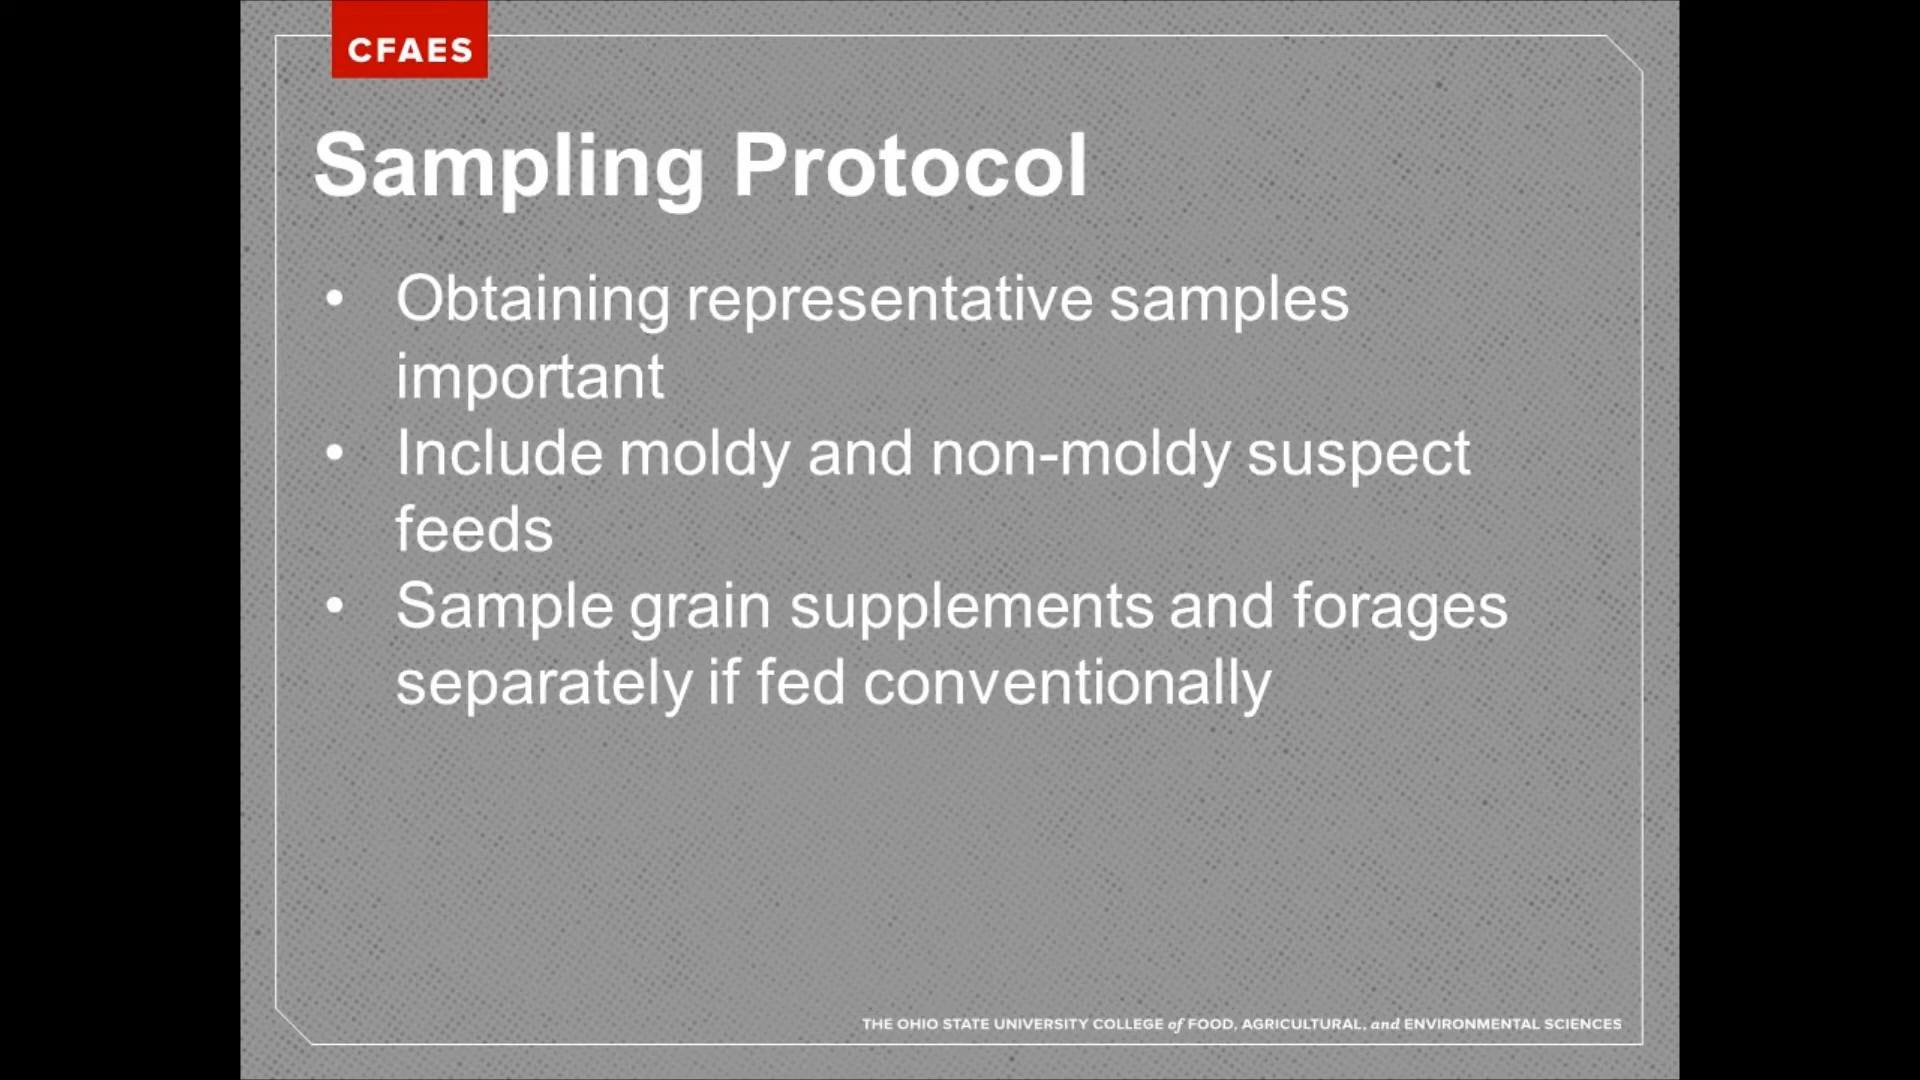 CFAES
Sampling Protocol
• Obtaining representative samples
important
• Include moldy and non-moldy suspect
feeds
• Sample grain supplements and forages
separately if fed conventionally
THE OHIO STATE UNIVERSITY COLLEGE of FOOD, AGRICULTURAL, and ENVIRONMENTAL SCIENCES